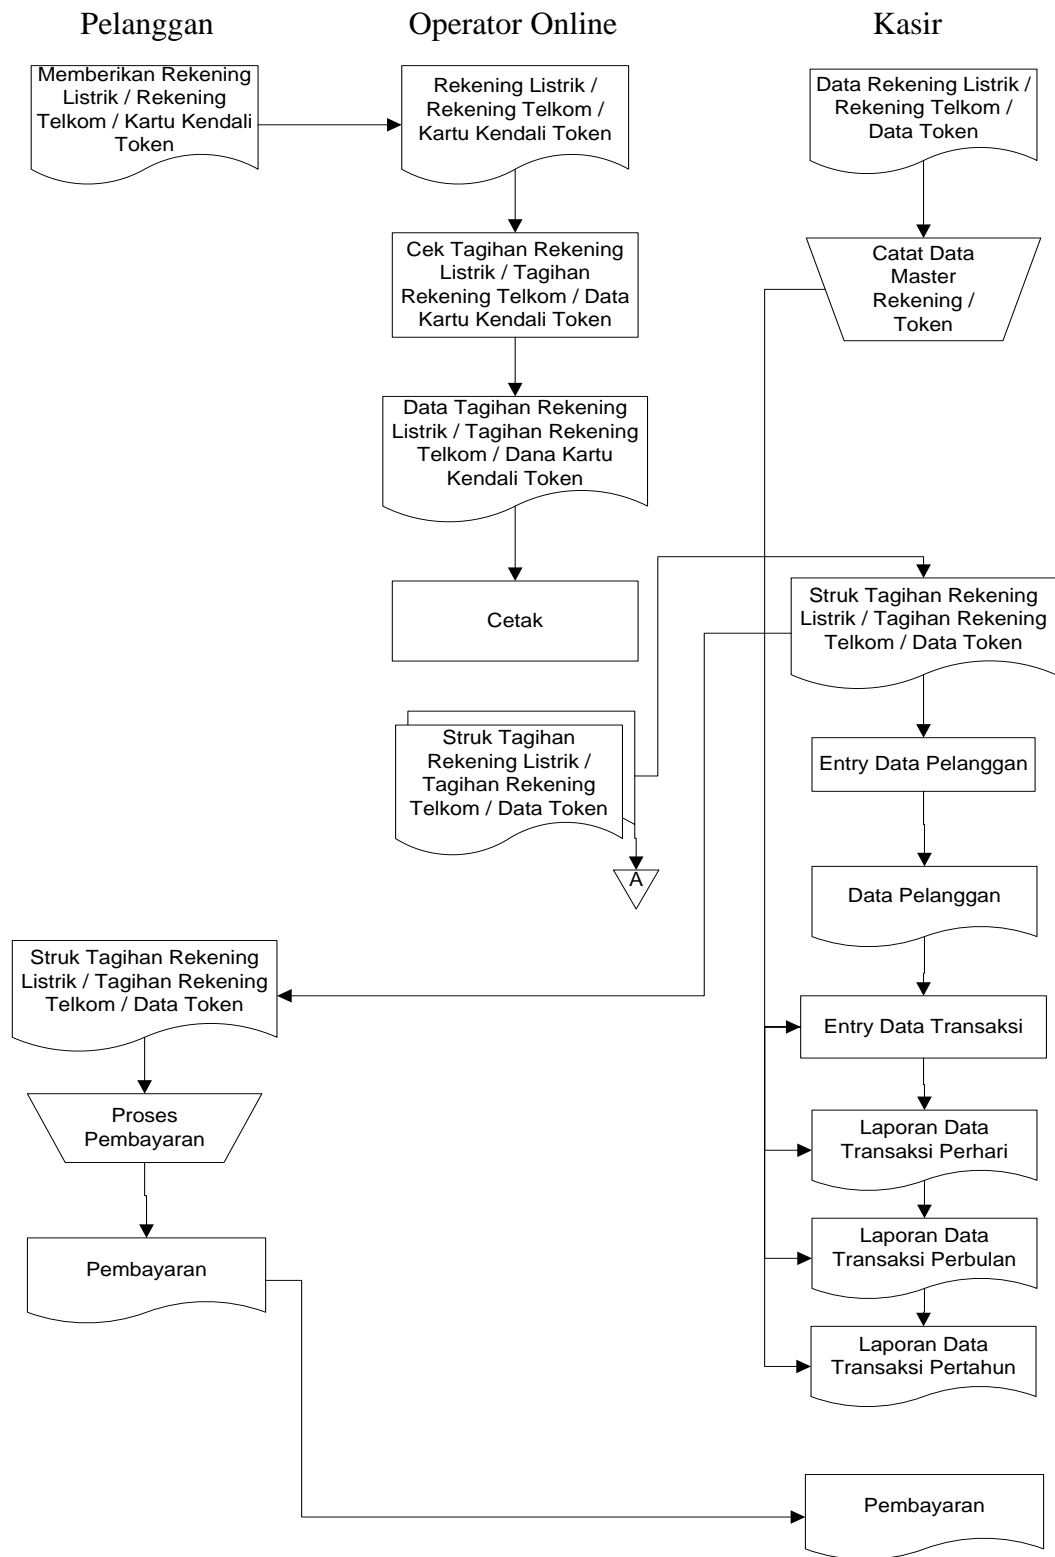 Pelanggan
Operator Online
Kasir
Memberikan Rekening
Listrik / Rekening
Telkom / Kartu Kendali
Token
Rekening Listrik /
Rekening Telkom /
Kartu Kendali Token
Data Rekening Listrik /
Rekening Telkom /
Data Token
Cek Tagihan Rekening
Listrik / Tagihan
Rekening Telkom / Data
Kartu Kendali Token
Catat Data
Master
Rekening /
Token
Data Tagihan Rekening
Listrik / Tagihan Rekening
Telkom / Dana Kartu
Kendali Token
Cetak
Struk Tagihan Rekening
Listrik / Tagihan Rekening
Telkom / Data Token
Struk Tagihan
Rekening Listrik /
Tagihan Rekening
Telkom / Data Token
A
Entry Data Pelanggan
Data Pelanggan
Struk Tagihan Rekening
Listrik / Tagihan Rekening
Telkom / Data Token
Entry Data Transaksi
Proses
Pembayaran
Laporan Data
Transaksi Perhari
Pembayaran
Laporan Data
Transaksi Perbulan
Laporan Data
Transaksi Pertahun
Pembayaran